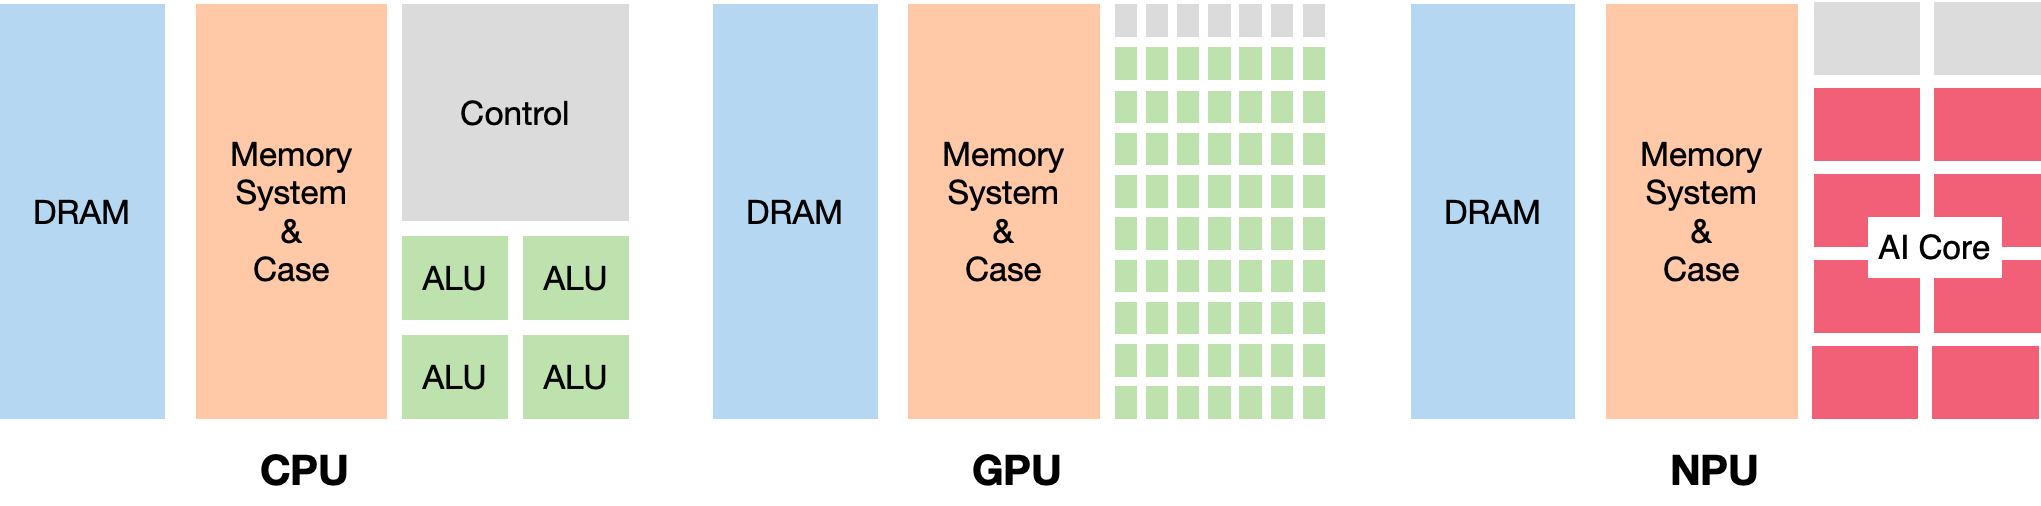 DRAM
Memory
System
&
Case
Control
ALU
ALU
ALU
ALU
CPU
DRAM
Memory
System
&
Case
GPU
DRAM
Memory
System
&
Case
AI Core
NPU